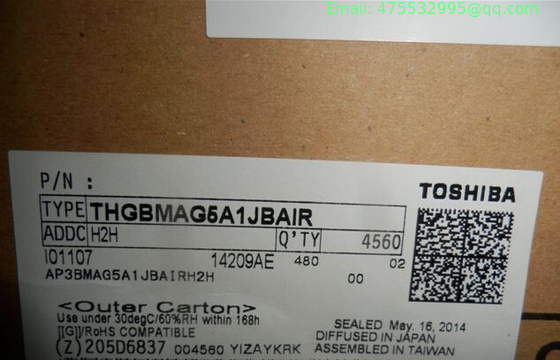 Email: 475532995@qq.com
P/N :
TOSHIBA
TYPE THGBMAG5A1JBAIR
ADDC H2H Q'TY 4560
I01107 14209AE 480 02
AP3BMAG5A1JBAIRH2H 00
<Outer Carton>
Use under 30degC/60%RH within 168h
[[G]]/RoHS COMPATIBLE
(Z) 205D6837 004560 YIZAYKRK
SEALED May. 16, 2014
DIFFUSED IN JAPAN
ASSEMBLED IN TAIWAN